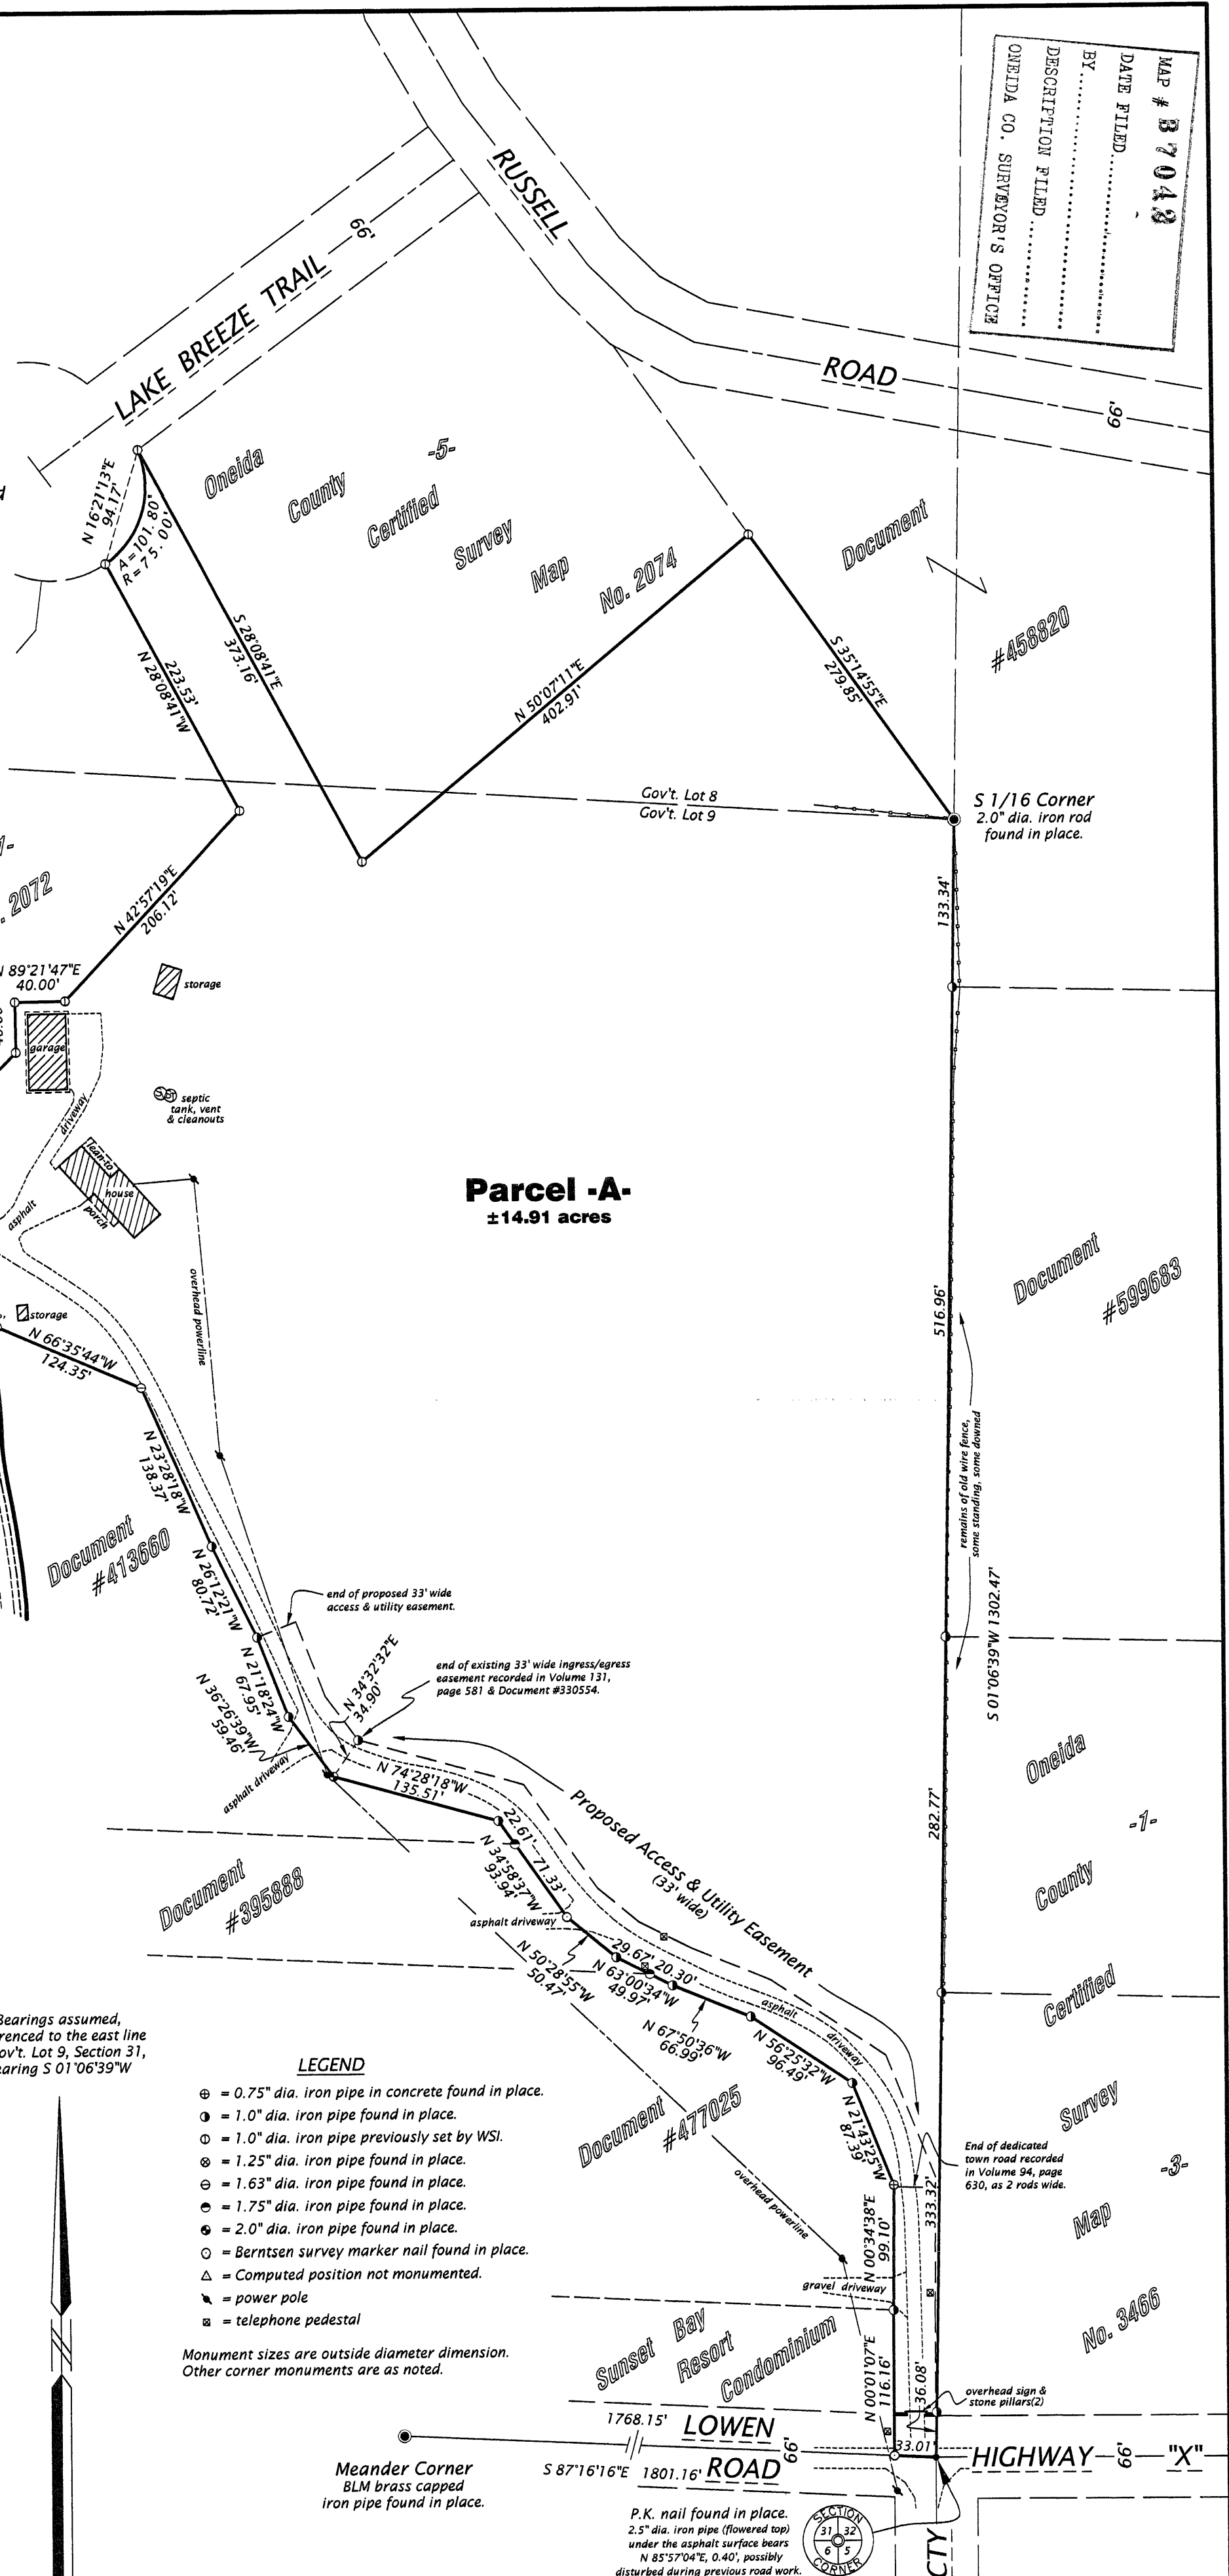 MAP # B7048
DATE FILED
BY
DESCRIPTION FILED
ONEIDA CO. SURVEYOR'S OFFICE
RUSSELL
ROAD
66'
66'
LAKE BREEZE TRAIL
N 16°21'13"E
94.17'
A=101.80'
R=75.00'
Oneida
County
-5-
Certified
Survey
Map
No. 2074
Document
#458820
S 28°08'41"E
373.16'
223.53'
N 28°08'41"W
N 50°07'11"E
402.91'
S 35°14'55"E
279.85'
Gov't. Lot 8
Gov't. Lot 9
S 1/16 Corner
2.0" dia. iron rod
found in place.
133.34'
2072
N 42°57'19"E
206.12'
89°21'47"E
40.00'
storage
garage
driveway
septic
tank, vent
& cleanouts
lean-to
house
porch
asphalt
Parcel -A-
±14.91 acres
overhead powerline
storage
N 66°35'44"W
124.35'
Document
#599683
516.96'
remains of old wire fence,
some standing, some downed
S 01°06'39"W 1302.47'
N 23°28'18"W
138.37'
Document
#413660
N 26°12'21"W
80.72'
end of proposed 33' wide
access & utility easement.
N 21°18'24"W
67.95'
N 36°26'39"W
59.46'
N 34°32'32"E
34.90'
end of existing 33' wide ingress/egress
easement recorded in Volume 131,
page 581 & Document #330554.
asphalt driveway
N 74°28'18"W
135.51'
Proposed Access & Utility Easement
(33' wide)
22.61'
71.33'
N 34°58'37"W
93.94'
Document
#395888
asphalt driveway
N 50°28'55"W
50.47'
29.67'
20.30'
N 63°00'34"W
49.97'
N 67°50'36"W
66.99'
asphalt
driveway
N 56°25'32"W
96.49'
282.77'
Oneida
-1-
County
Certified
Survey
-3-
Map
No. 3466
Bearings assumed,
renced to the east line
ov't. Lot 9, Section 31,
earing S 01°06'39"W
LEGEND
= 0.75" dia. iron pipe in concrete found in place.
= 1.0" dia. iron pipe found in place.
= 1.0" dia. iron pipe previously set by WSI.
= 1.25" dia. iron pipe found in place.
= 1.63" dia. iron pipe found in place.
= 1.75" dia. iron pipe found in place.
= 2.0" dia. iron pipe found in place.
= Berntsen survey marker nail found in place.
= Computed position not monumented.
= power pole
= telephone pedestal
Monument sizes are outside diameter dimension.
Other corner monuments are as noted.
Document
#477025
overhead powerline
N 21°43'25"W
87.39'
End of dedicated
town road recorded
in Volume 94, page
630, as 2 rods wide.
333.32'
N 00°34'38"E
99.10'
gravel driveway
Sunset Bay
Resort
Condominium
N 00°01'07"E
116.16'
36.08'
overhead sign &
stone pillars(2)
33.01'
1768.15'
LOWEN
ROAD
66'
S 87°16'16"E 1801.16'
HIGHWAY
66'
"X"
CTY
Meander Corner
BLM brass capped
iron pipe found in place.
P.K. nail found in place.
2.5" dia. iron pipe (flowered top)
under the asphalt surface bears
N 85°57'04"E, 0.40', possibly
disturbed during previous road work.
SECTION
31 32
6 5
CORNER